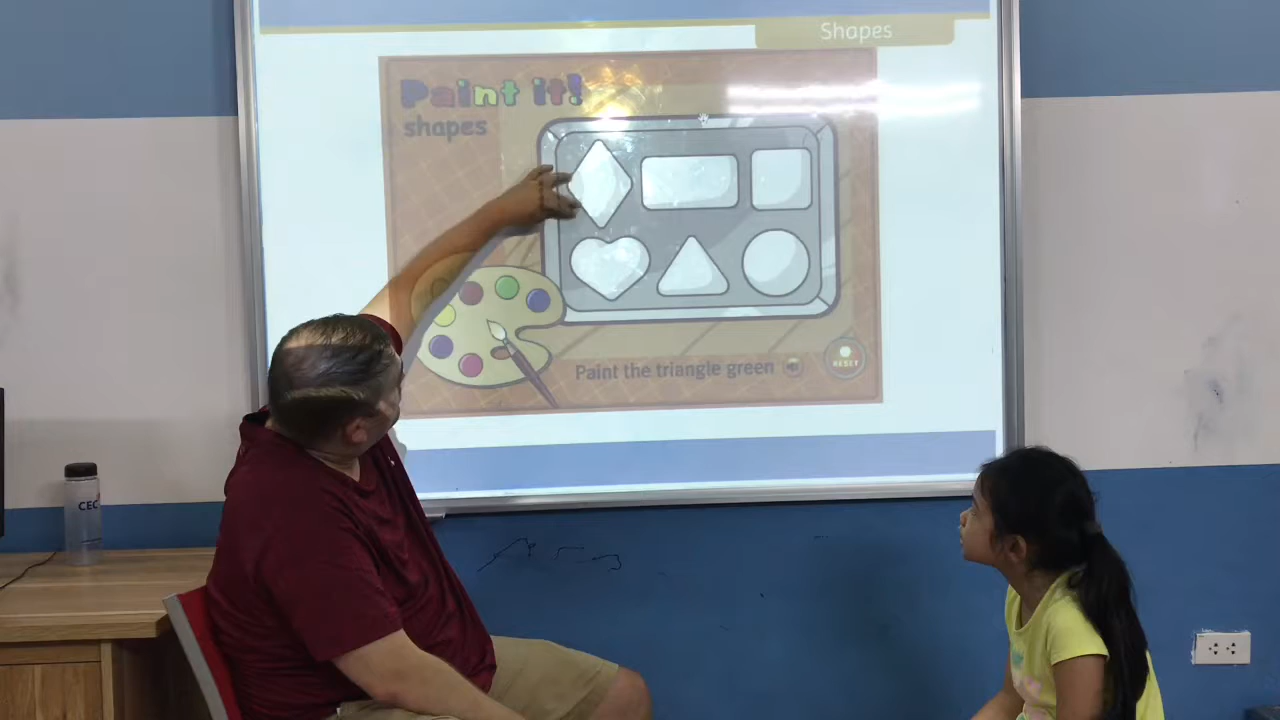 Shapes
Paint it!
shapes
Paint the triangle green
RESET
CEC